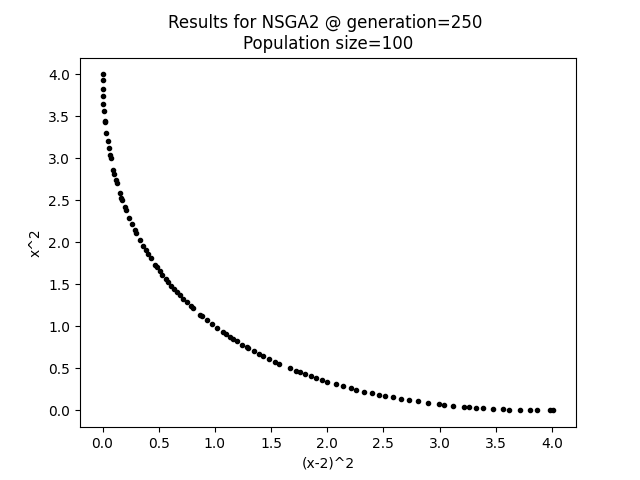 Results for NSGA2 @ generation=250
Population size=100
4.0
3.5
3.0
2.5
2.0
1.5
1.0
0.5
0.0
x^2
0.0 0.5 1.0 1.5 2.0 2.5 3.0 3.5 4.0
(x-2)^2